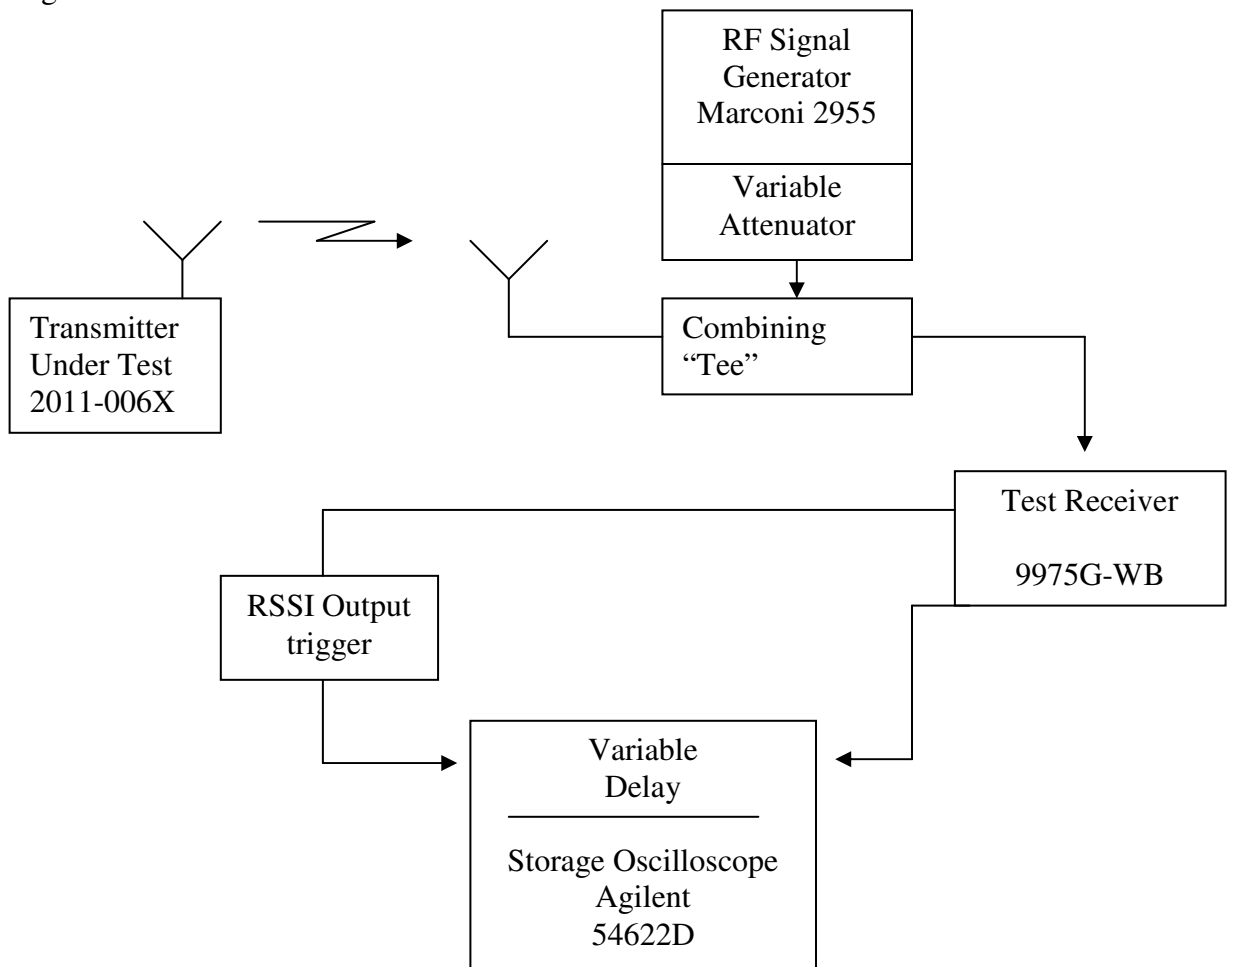 RF Signal
Generator
Marconi 2955
Variable
Attenuator
Transmitter
Under Test
2011-006X
Combining
“Tee”
Test Receiver
9975G-WB
RSSI Output
trigger
Variable
Delay
Storage Oscilloscope
Agilent
54622D